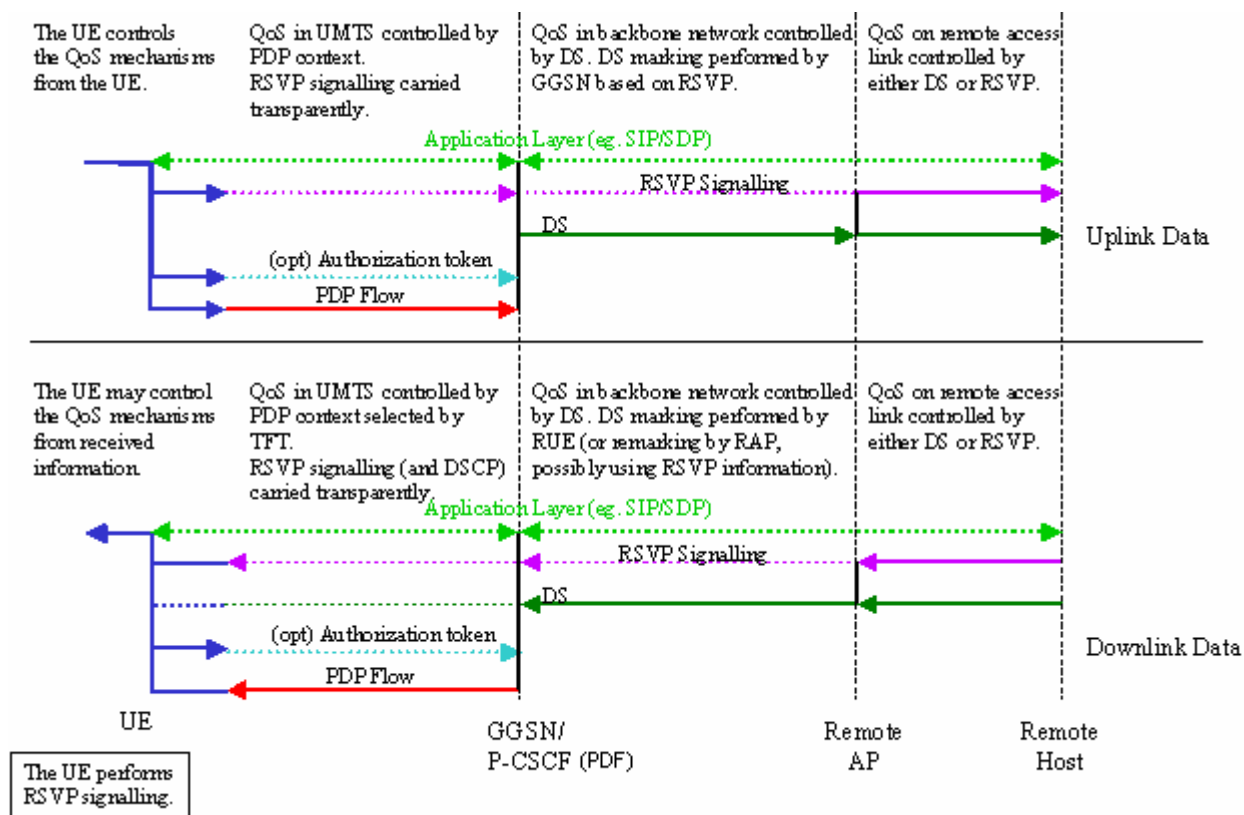 The UE controls
the QoS mechanisms
from the UE.
QoS in UMTS controlled by
PDP context.
RSVP signalling carried
transparently.
QoS in backbone network controlled
by DS. DS marking performed by
GGSN based on RSVP.
QoS on remote access
link controlled by
either DS or RSVP.
Application Layer (eg. SIP/SDP)
RSVP Signalling
DS
Uplink Data
(opt) Authorization token
PDP Flow
The UE may control
the QoS mechanisms
from received
information.
QoS in UMTS controlled by
PDP context selected by
TFT.
RSVP signalling (and DSCP)
carried transparently.
QoS in backbone network controlled
by DS. DS marking performed by
RUE (or remarking by RAP,
possibly using RSVP information).
QoS on remote access
link controlled by
either DS or RSVP.
Application Layer (eg. SIP/SDP)
RSVP Signalling
DS
(opt) Authorization token
Downlink Data
PDP Flow
UE
GGSN/
P-CSCF (PDF)
Remote
AP
Remote
Host
The UE performs
RSVP signalling.